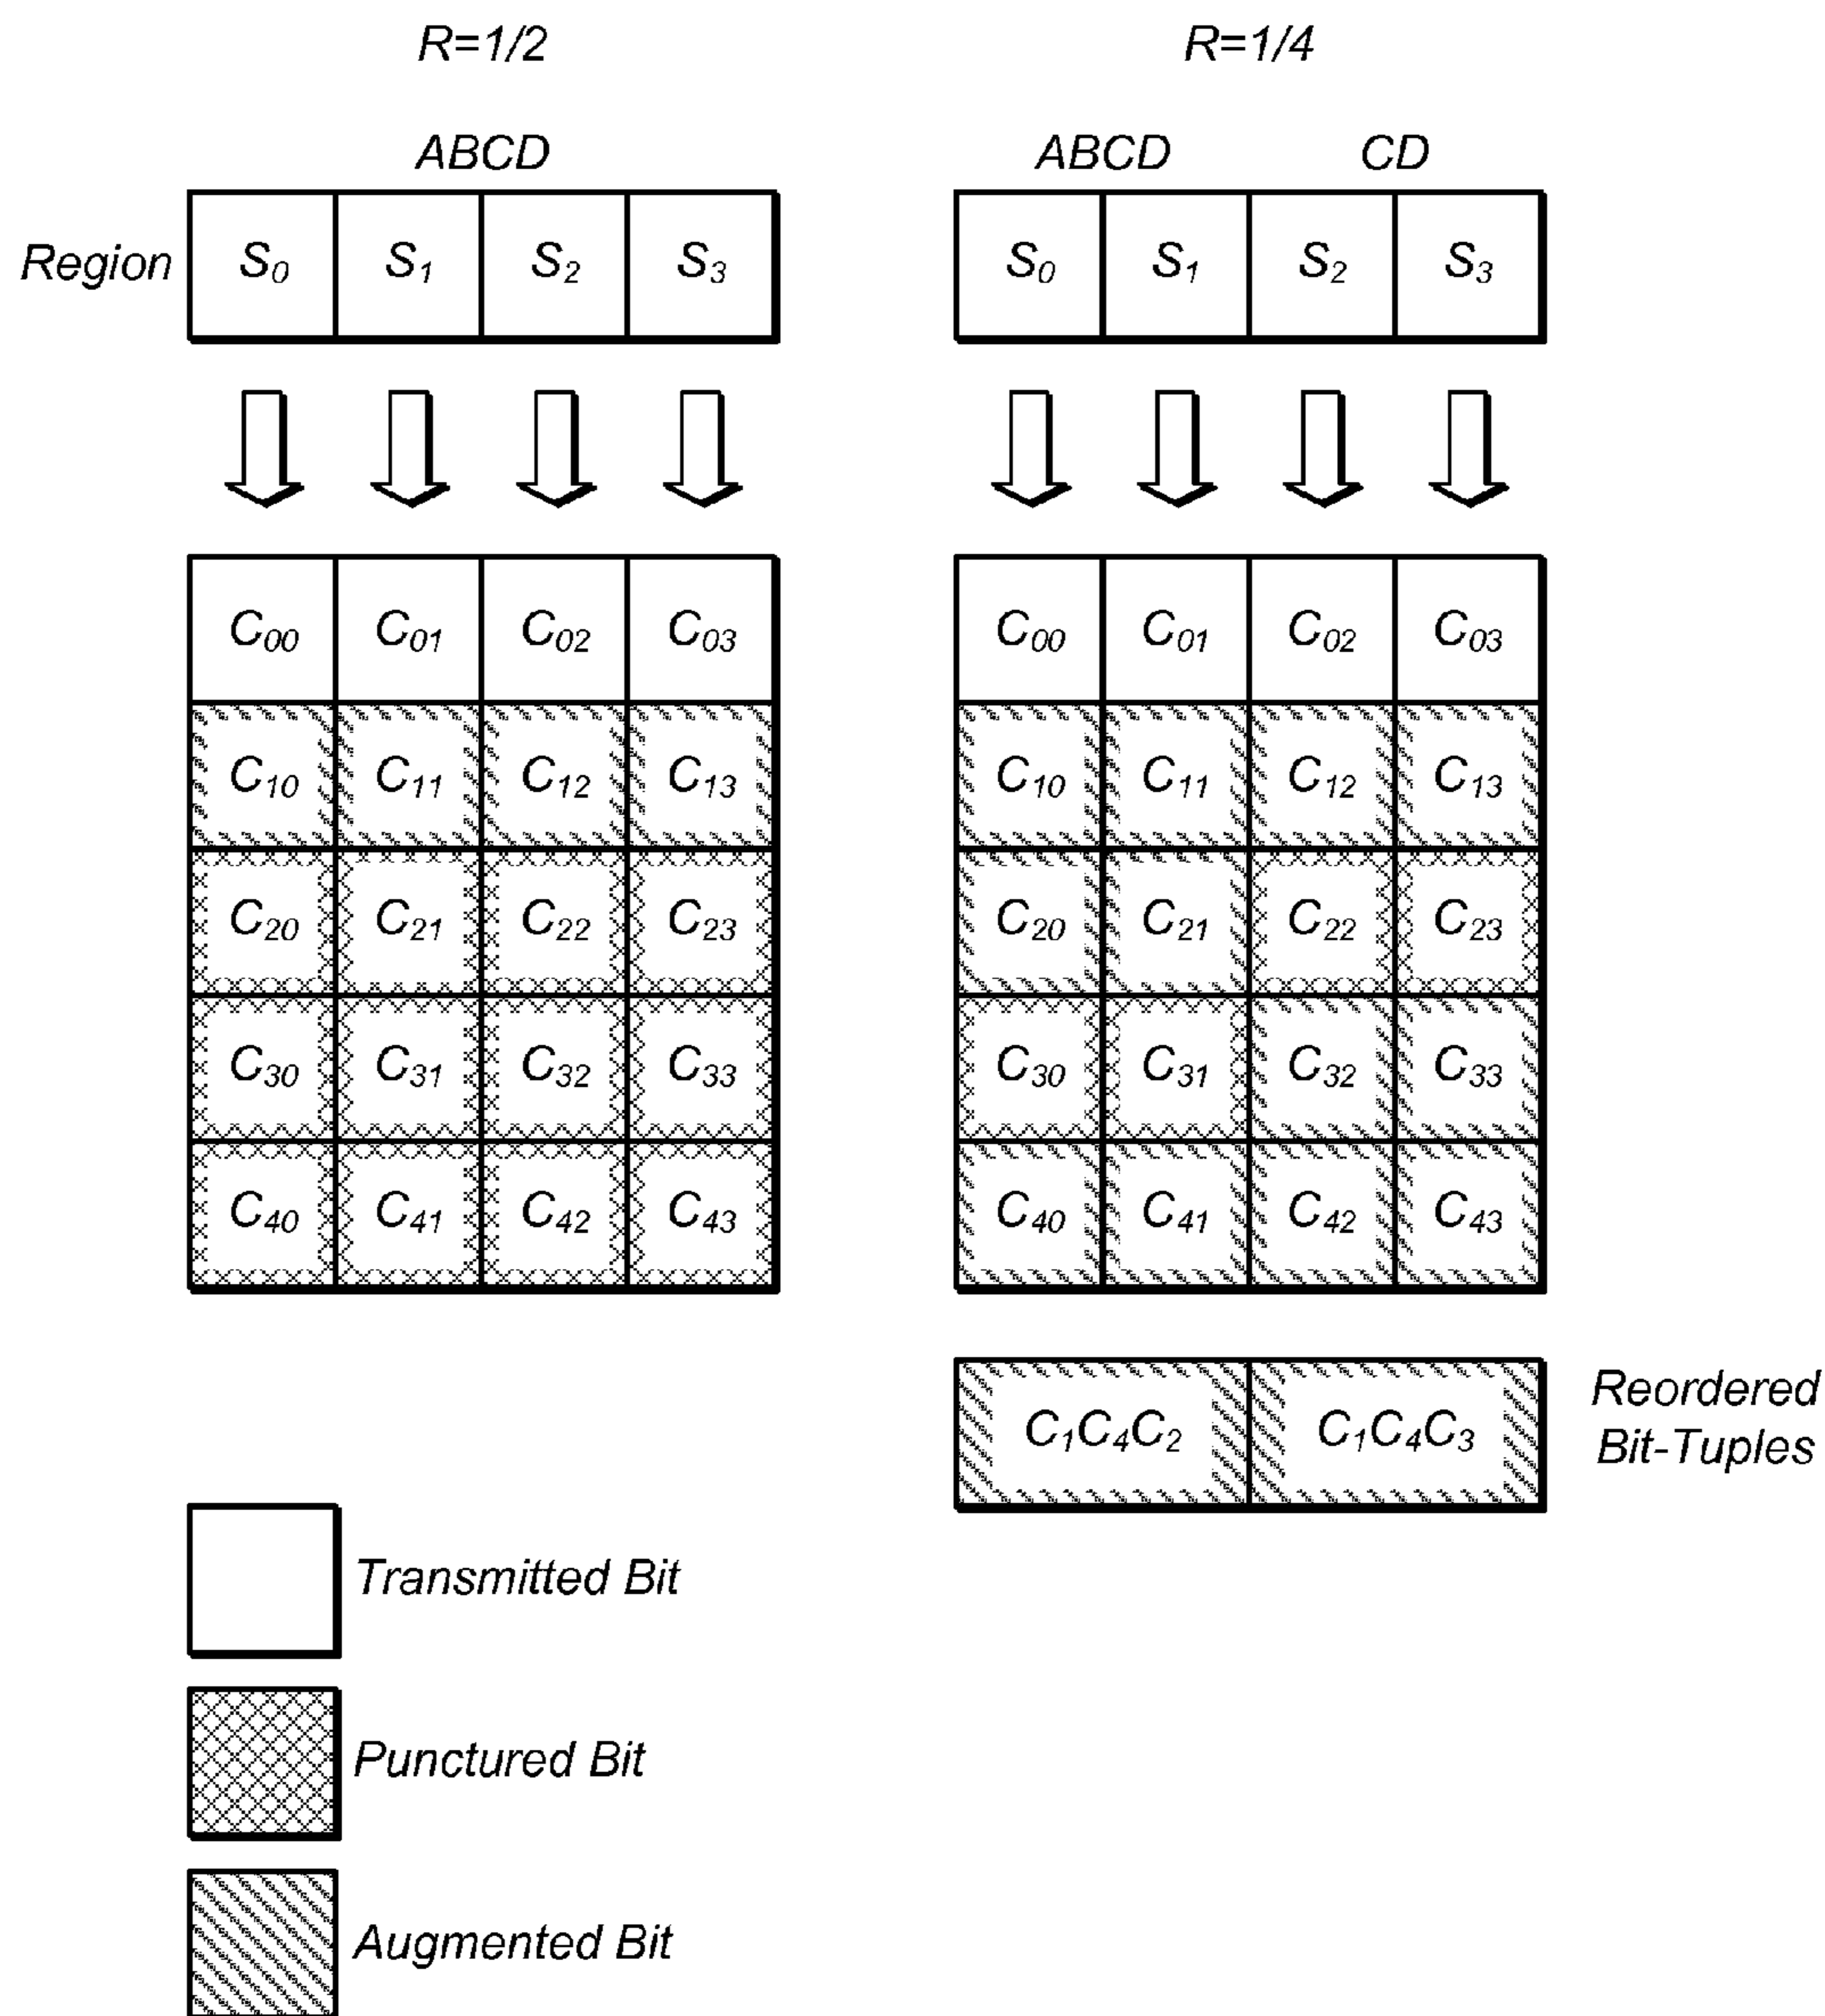 R=1/2 R=1/4
ABCD ABCD CD
Region S0 S1 S2 S3 S0 S1 S2 S3
C00 C01 C02 C03 C00 C01 C02 C03
C10 C11 C12 C13 C10 C11 C12 C13
C20 C21 C22 C23 C20 C21 C22 C23
C30 C31 C32 C33 C30 C31 C32 C33
C40 C41 C42 C43 C40 C41 C42 C43
C1C4C2 C1C4C3 Reordered
Bit-Tuples
Transmitted Bit
Punctured Bit
Augmented Bit